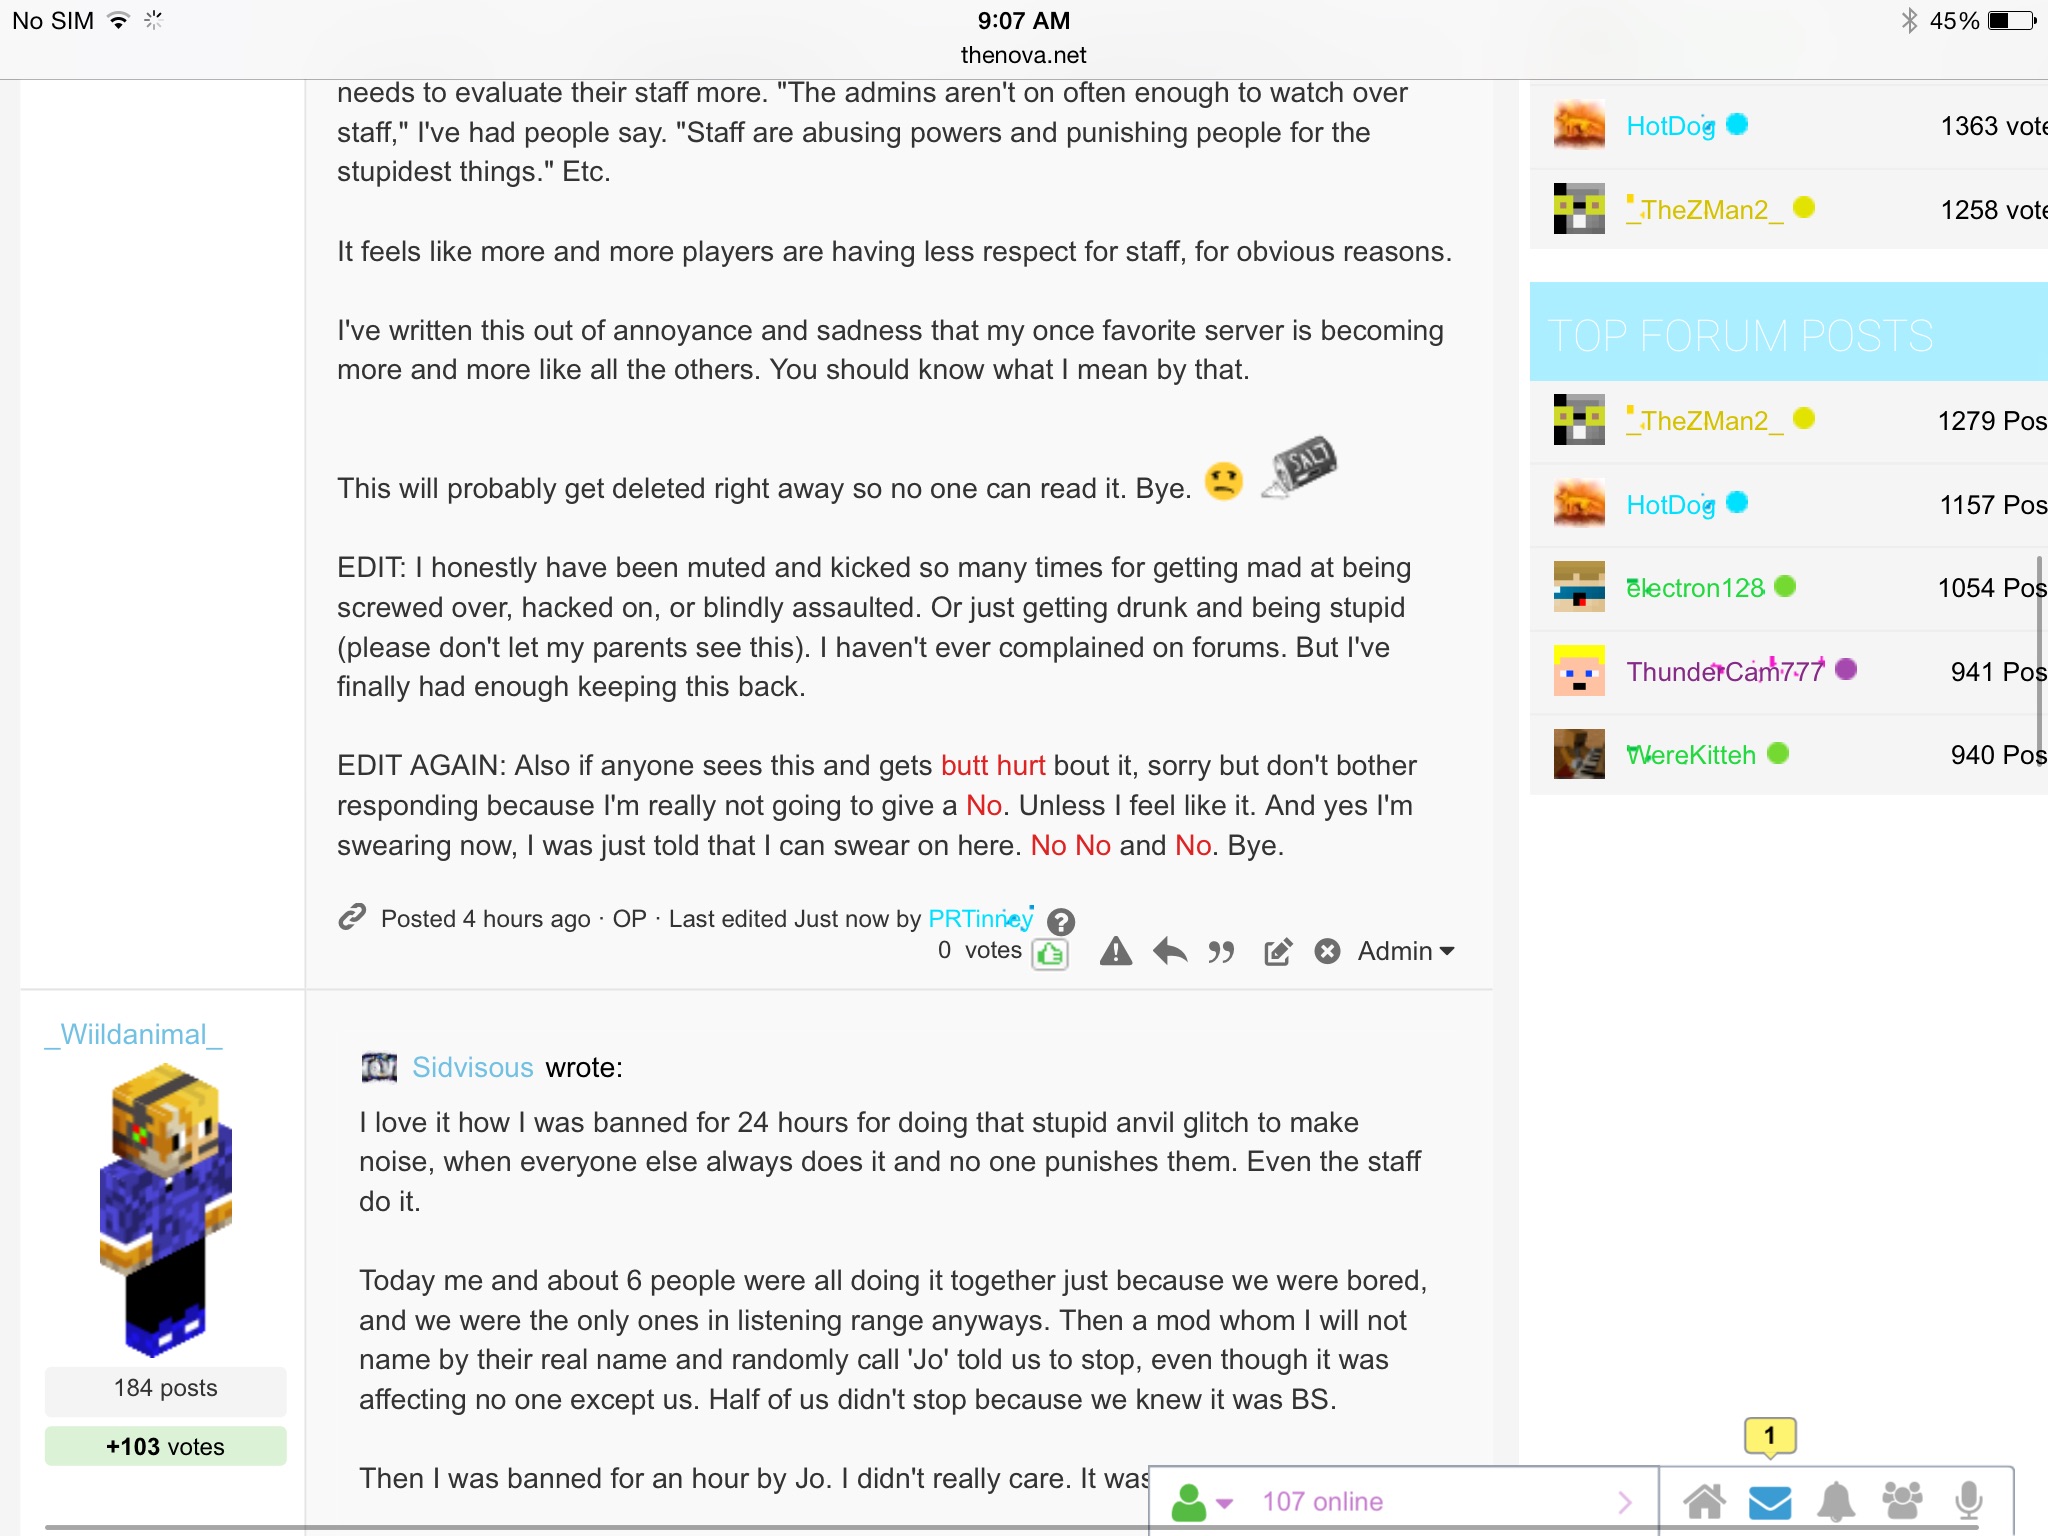 No SIM
9:07 AM
45%
thenova.net
needs to evaluate their staff more. "The admins aren't on often enough to watch over
staff," I've had people say. "Staff are abusing powers and punishing people for the
stupidest things." Etc.
It feels like more and more players are having less respect for staff, for obvious reasons.
I've written this out of annoyance and sadness that my once favorite server is becoming
more and more like all the others. You should know what I mean by that.
SALT
This will probably get deleted right away so no one can read it. Bye.
EDIT: I honestly have been muted and kicked so many times for getting mad at being
screwed over, hacked on, or blindly assaulted. Or just getting drunk and being stupid
(please don't let my parents see this). I haven't ever complained on forums. But I've
finally had enough keeping this back.
EDIT AGAIN: Also if anyone sees this and gets butt hurt bout it, sorry but don't bother
responding because I'm really not going to give a No. Unless I feel like it. And yes I'm
swearing now, I was just told that I can swear on here. No No and No. Bye.
Posted 4 hours ago · OP · Last edited Just now by PRTinney
0 votes
Admin
_Wiildanimal_
184 posts
+103 votes
Sidvisous wrote:
I love it how I was banned for 24 hours for doing that stupid anvil glitch to make
noise, when everyone else always does it and no one punishes them. Even the staff
do it.
Today me and about 6 people were all doing it together just because we were bored,
and we were the only ones in listening range anyways. Then a mod whom I will not
name by their real name and randomly call 'Jo' told us to stop, even though it was
affecting no one except us. Half of us didn't stop because we knew it was BS.
Then I was banned for an hour by Jo. I didn't really care. It was
HotDog 1363 vote
_TheZMan2_ 1258 vote
TOP FORUM POSTS
_TheZMan2_ 1279 Pos
HotDog 1157 Pos
electron128 1054 Pos
ThunderCam777 941 Pos
WereKitteh 940 Pos
1
107 online